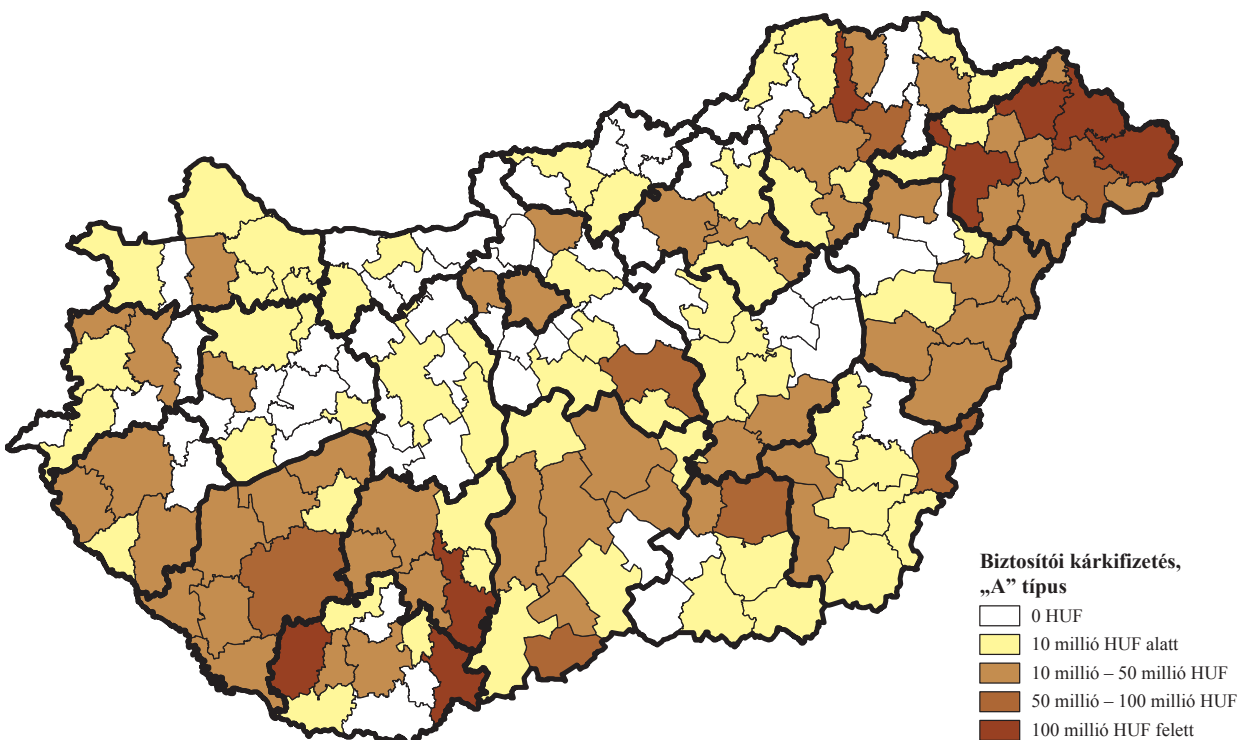 Biztosítói kárkifizetés,
„A” típus
0 HUF
10 millió HUF alatt
10 millió – 50 millió HUF
50 millió – 100 millió HUF
100 millió HUF felett